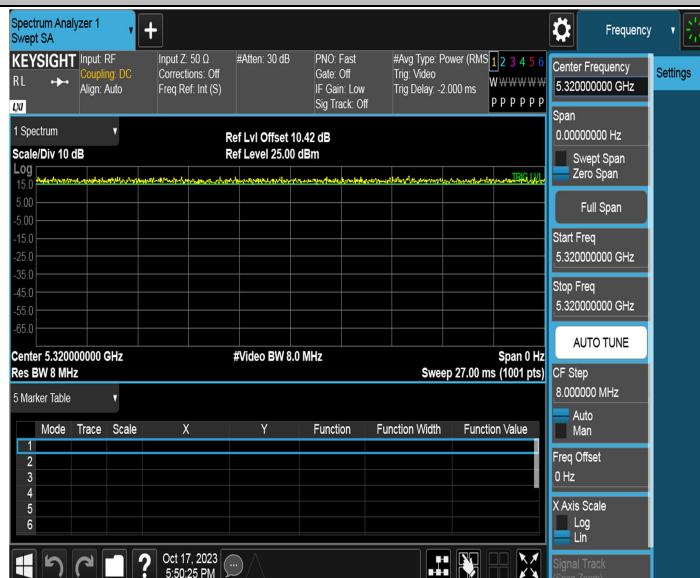 Spectrum Analyzer 1
Swept SA
Frequency
KEYSIGHT
RL
LXI
Input: RF
Coupling: DC
Align: Auto
Input Z: 50 Ω
Corrections: Off
Freq Ref: Int (S)
#Atten: 30 dB
PNO: Fast
Gate: Off
IF Gain: Low
Sig Track: Off
#Avg Type: Power (RMS
Trig: Video
Trig Delay: -2.000 ms
1 2 3 4 5 6
W W W W W W
P P P P P P
1 Spectrum
Scale/Div 10 dB
Ref Lvl Offset 10.42 dB
Ref Level 25.00 dBm
Log
TRIG LVL
15.0
5.00
-5.00
-15.0
-25.0
-35.0
-45.0
-55.0
-65.0
Center 5.320000000 GHz
#Video BW 8.0 MHz
Span 0 Hz
Res BW 8 MHz
Sweep 27.00 ms (1001 pts)
5 Marker Table
Mode Trace Scale X Y Function Function Width Function Value
1
2
3
4
5
6
Oct 17, 2023
5:50:25 PM
Center Frequency
5.320000000 GHz
Settings
Span
0.00000000 Hz
Swept Span
Zero Span
Full Span
Start Freq
5.320000000 GHz
Stop Freq
5.320000000 GHz
AUTO TUNE
CF Step
8.000000 MHz
Auto
Man
Freq Offset
0 Hz
X Axis Scale
Log
Lin
Signal Track
(Span Zoom)